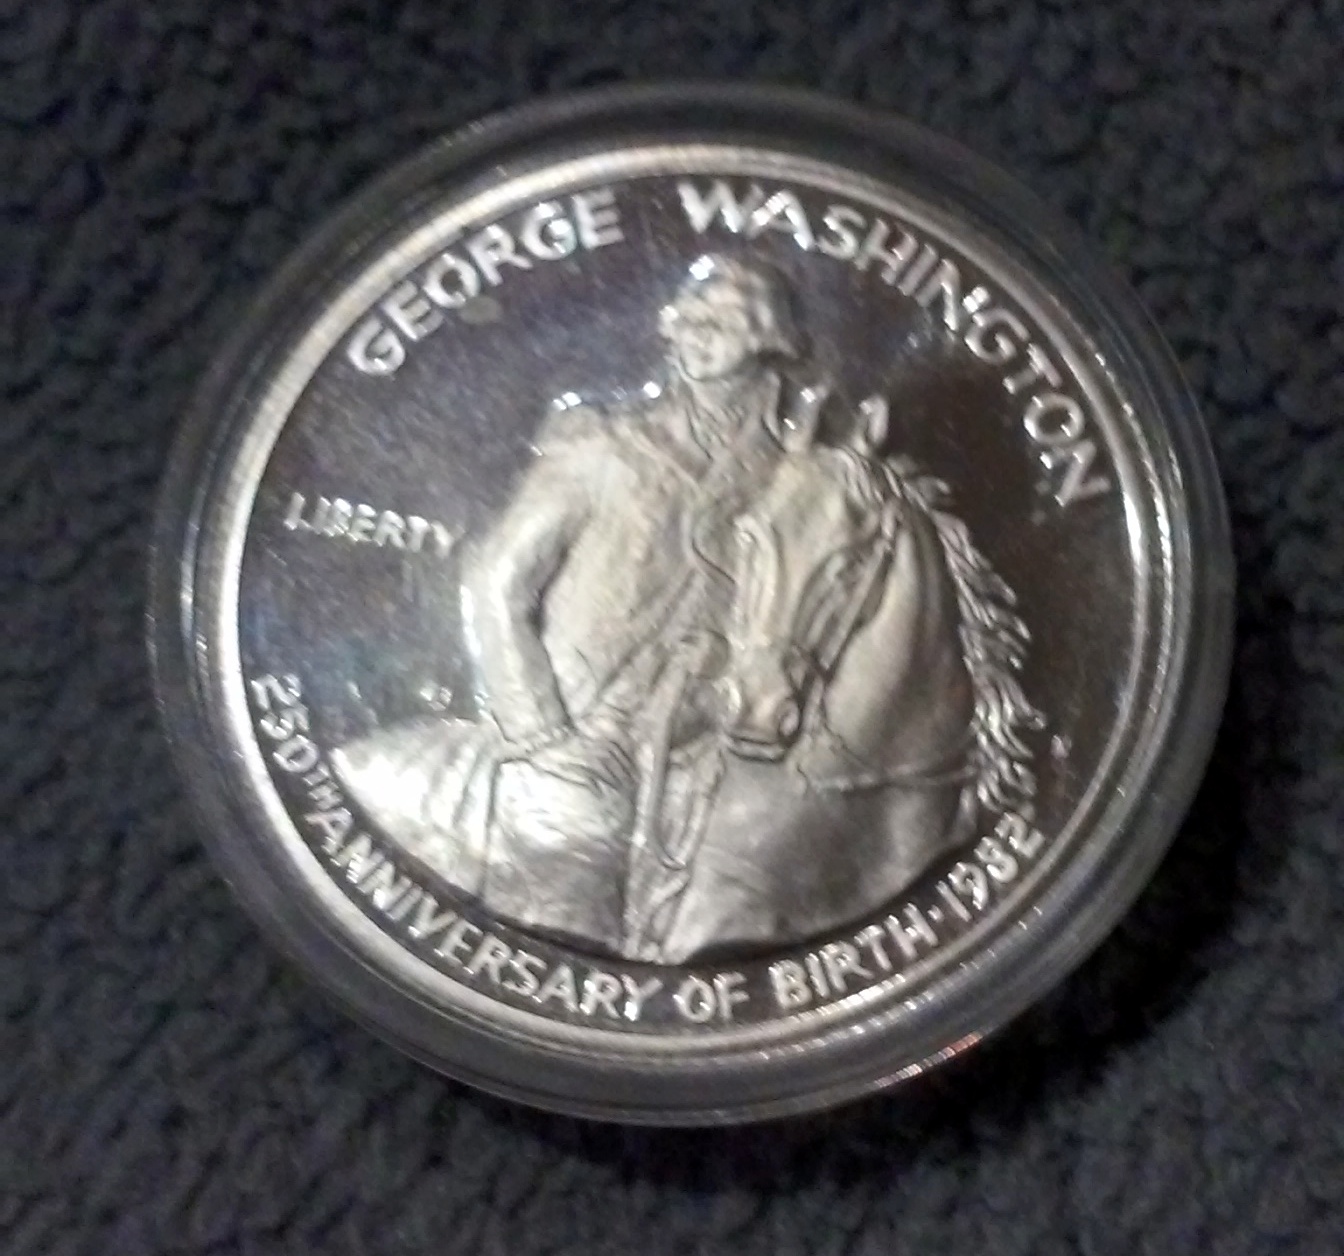 GEORGE WASHINGTON
LIBERTY
250TH ANNIVERSARY OF BIRTH·1982